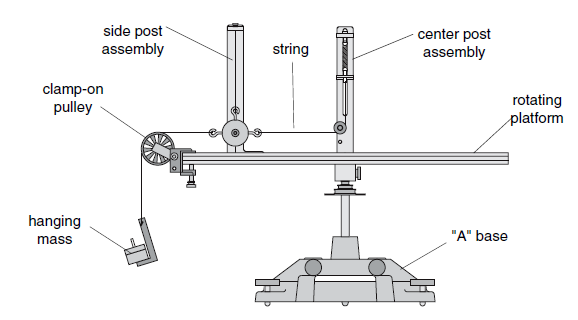 side post
assembly
string
center post
assembly
clamp-on
pulley
rotating
platform
hanging
mass
"A" base